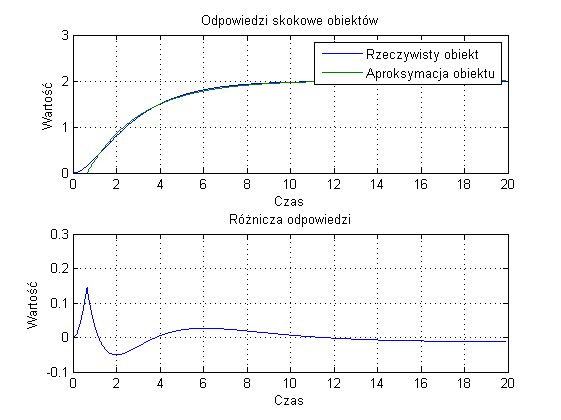 Odpowiedzi skokowe obiektów
3
2
1
0
Wartość
Rzeczywisty obiekt
Aproksymacja obiektu
0 2 4 6 8 10 12 14 16 18 20
Czas
Różnicza odpowiedzi
0.3
0.2
0.1
0
-0.1
Wartość
0 2 4 6 8 10 12 14 16 18 20
Czas